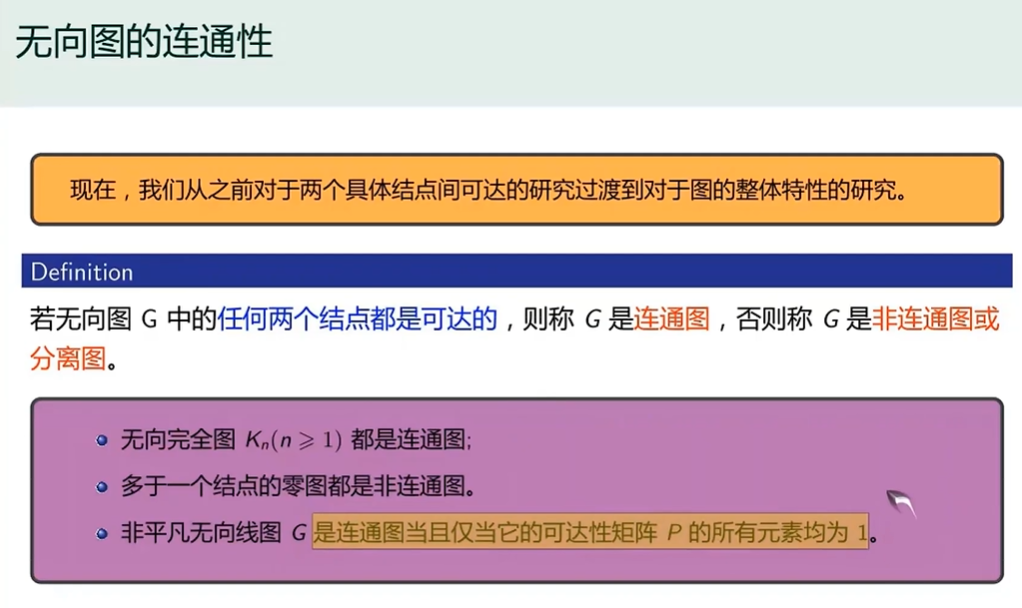 无向图的连通性
现在，我们从之前对于两个具体结点间可达的研究过渡到对于图的整体特性的研究。
Definition
若无向图 G 中的任何两个结点都是可达的，则称 G 是连通图，否则称 G 是非连通图或
分离图。
无向完全图 Kₙ(n ⩾ 1) 都是连通图;
多于一个结点的零图都是非连通图。
非平凡无向线图 G 是连通图当且仅当它的可达性矩阵 P 的所有元素均为 1。